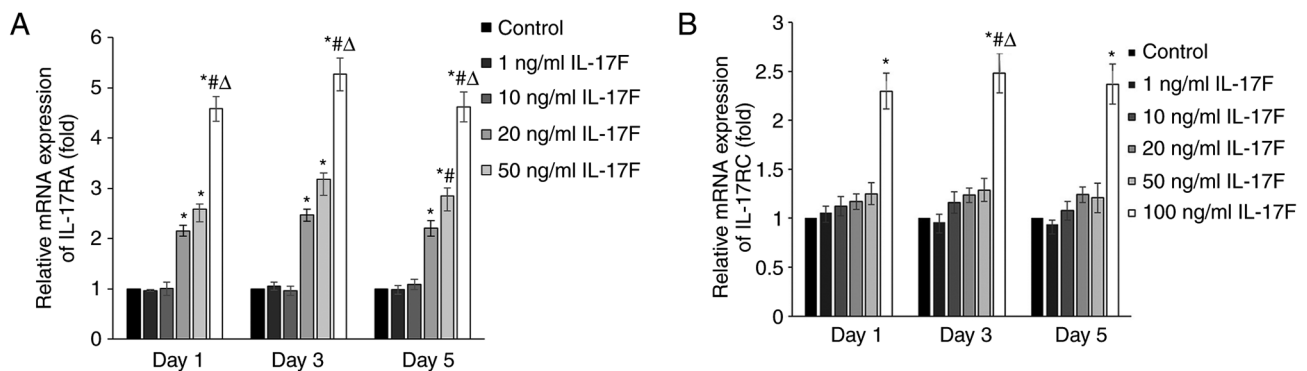 A
Relative mRNA expression
of IL-17RA (fold)
6
5
4
3
2
1
0
*
*
*#Δ
*
*
*#Δ
*
*#
*#Δ
Day 1
Day 3
Day 5
Control
1 ng/ml IL-17F
10 ng/ml IL-17F
20 ng/ml IL-17F
50 ng/ml IL-17F
B
Relative mRNA expression
of IL-17RC (fold)
3
2.5
2
1.5
1
0.5
0
*
*#Δ
*
Day 1
Day 3
Day 5
Control
1 ng/ml IL-17F
10 ng/ml IL-17F
20 ng/ml IL-17F
50 ng/ml IL-17F
100 ng/ml IL-17F